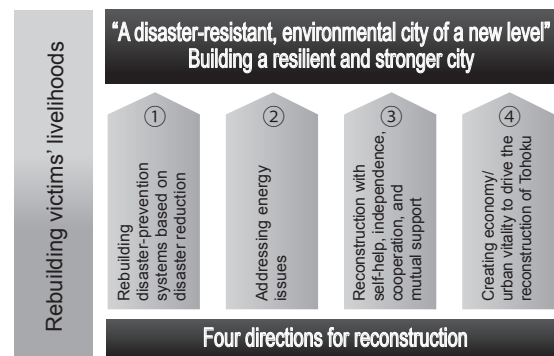 Rebuilding victims' livelihoods
“A disaster-resistant, environmental city of a new level”
Building a resilient and stronger city
①
Rebuilding
disaster-prevention
systems based on
disaster reduction
②
Addressing energy
issues
③
Reconstruction with
self-help, independence,
cooperation, and
mutual support
④
Creating economy/
urban vitality to drive the
reconstruction of Tohoku
Four directions for reconstruction